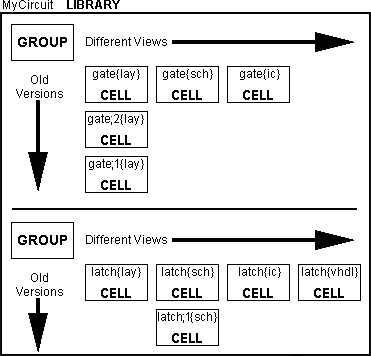 MyCircuit LIBRARY
GROUP Different Views
Old
Versions
gate{lay} gate{sch} gate{ic}
CELL CELL CELL
gate;2{lay}
CELL
gate;1{lay}
CELL
GROUP Different Views
Old
Versions
latch{lay} latch{sch} latch{ic} latch{vhdl}
CELL CELL CELL CELL
latch;1{sch}
CELL